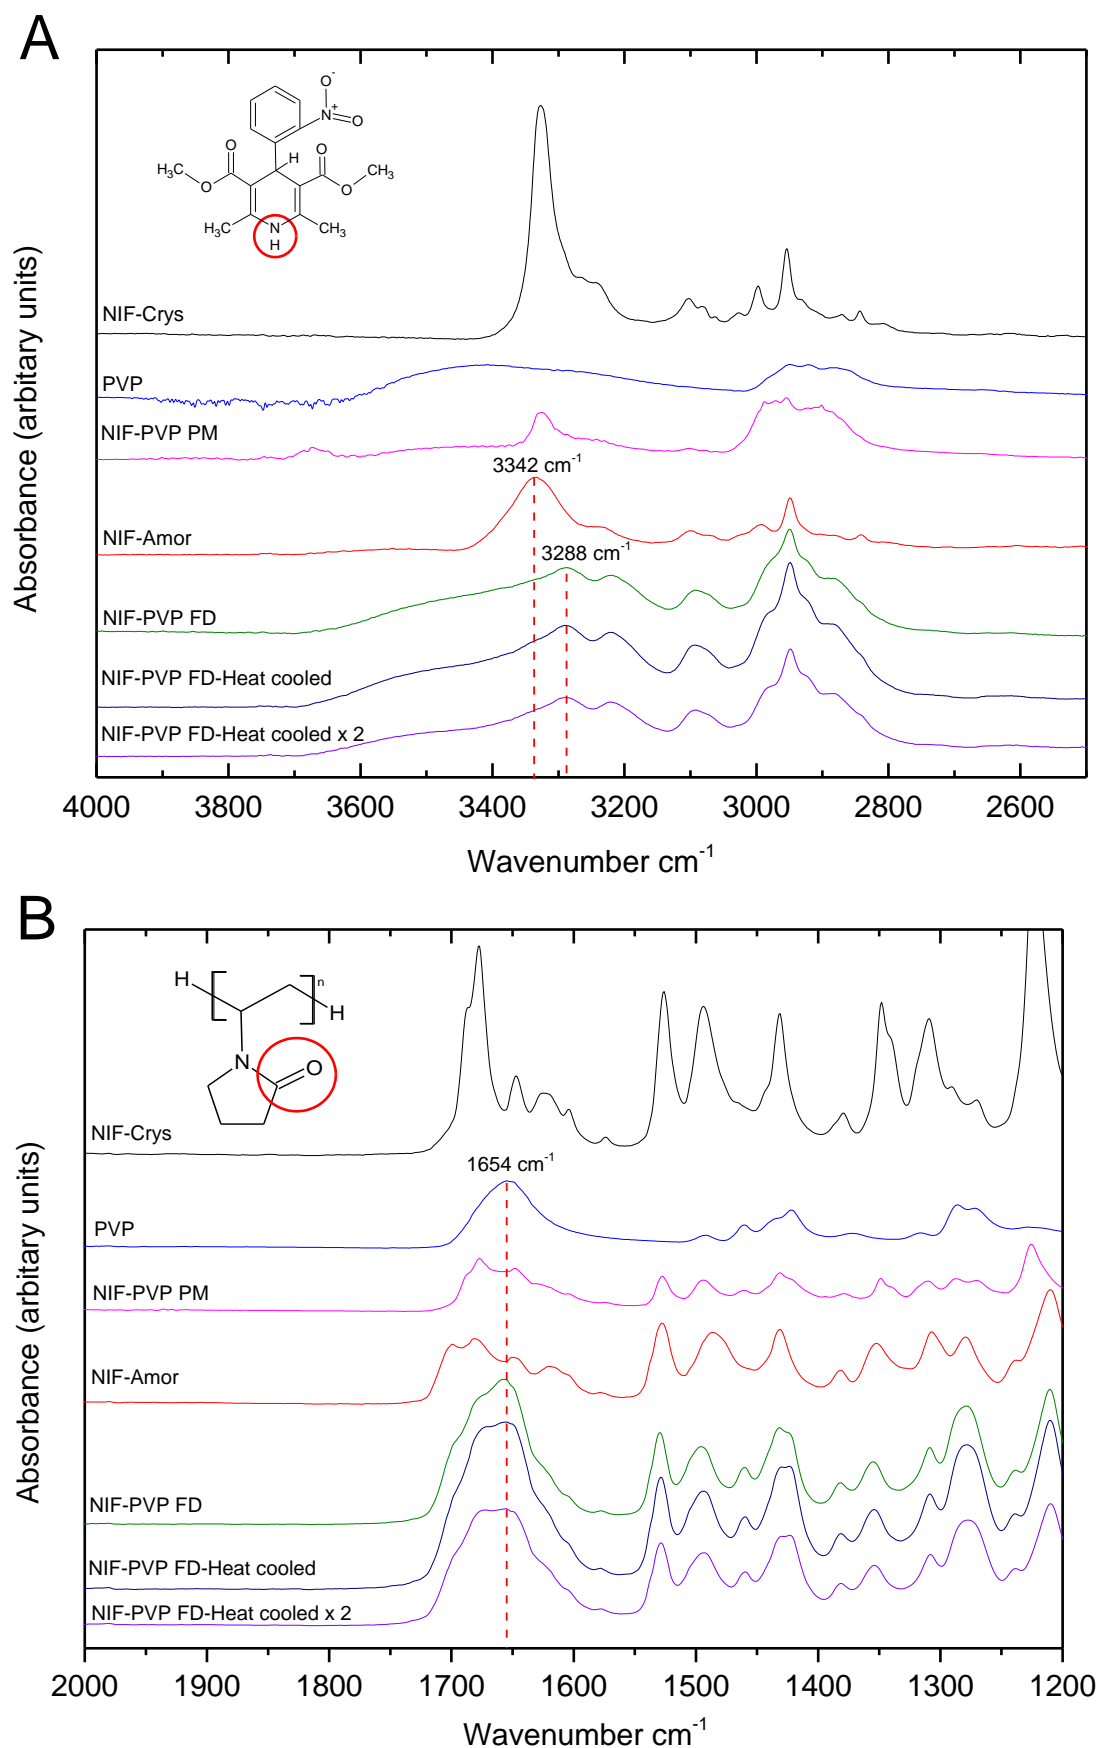 A
O⁻
N⁺
O
O
H
O
H₃C
O
O
CH₃
H₃C
N
H
CH₃
NIF-Crys
PVP
NIF-PVP PM
3342 cm⁻¹
NIF-Amor
3288 cm⁻¹
NIF-PVP FD
NIF-PVP FD-Heat cooled
NIF-PVP FD-Heat cooled x 2
Absorbance (arbitary units)
4000 3800 3600 3400 3200 3000 2800 2600
Wavenumber cm⁻¹
B
H
n
H
N
O
NIF-Crys
1654 cm⁻¹
PVP
NIF-PVP PM
NIF-Amor
NIF-PVP FD
NIF-PVP FD-Heat cooled
NIF-PVP FD-Heat cooled x 2
Absorbance (arbitary units)
2000 1900 1800 1700 1600 1500 1400 1300 1200
Wavenumber cm⁻¹